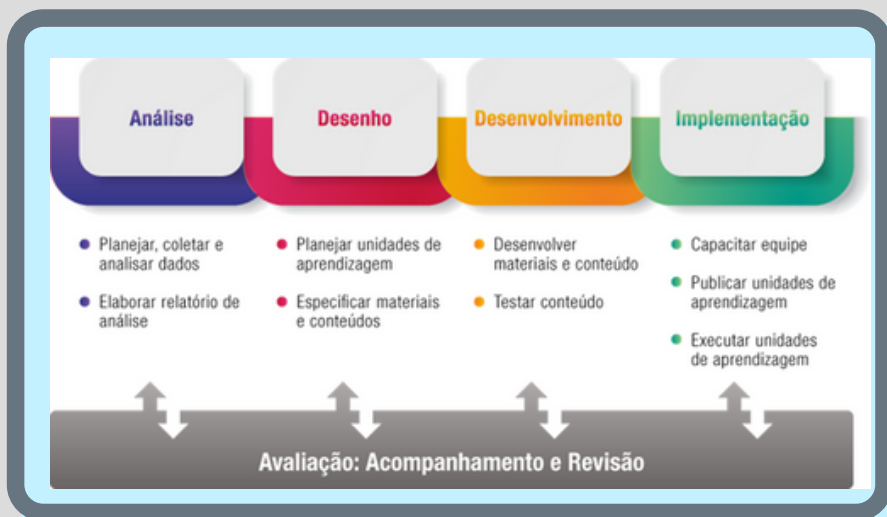 Análise
Planejar, coletar e
analisar dados
Elaborar relatório de
análise
Desenho
Planejar unidades de
aprendizagem
Especificar materiais
e conteúdos
Desenvolvimento
Desenvolver
materiais e conteúdo
Testar conteúdo
Implementação
Capacitar equipe
Publicar unidades de
aprendizagem
Executar unidades
de aprendizagem
Avaliação: Acompanhamento e Revisão